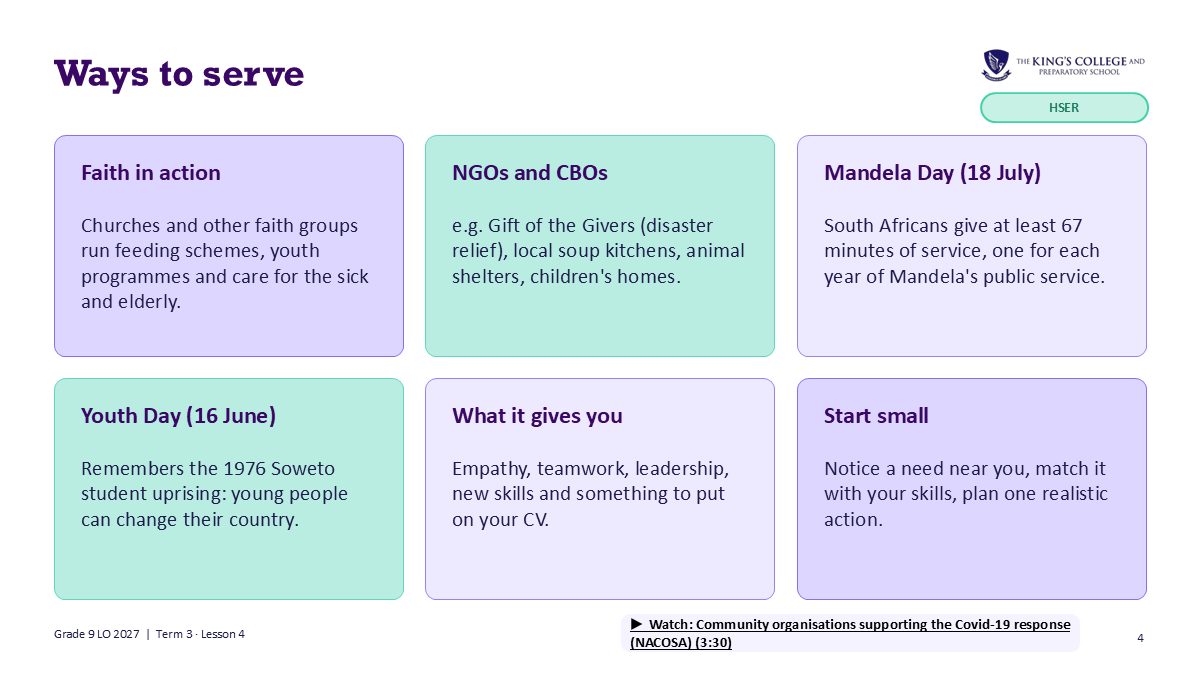 Ways to serve
THE KING'S COLLEGE AND
PREPARATORY SCHOOL
HSER
Faith in action
Churches and other faith groups
run feeding schemes, youth
programmes and care for the sick
and elderly.
NGOs and CBOs
e.g. Gift of the Givers (disaster
relief), local soup kitchens, animal
shelters, children's homes.
Mandela Day (18 July)
South Africans give at least 67
minutes of service, one for each
year of Mandela's public service.
Youth Day (16 June)
Remembers the 1976 Soweto
student uprising: young people
can change their country.
What it gives you
Empathy, teamwork, leadership,
new skills and something to put
on your CV.
Start small
Notice a need near you, match it
with your skills, plan one realistic
action.
Grade 9 LO 2027 | Term 3 · Lesson 4
▶ Watch: Community organisations supporting the Covid-19 response
(NACOSA) (3:30)
4